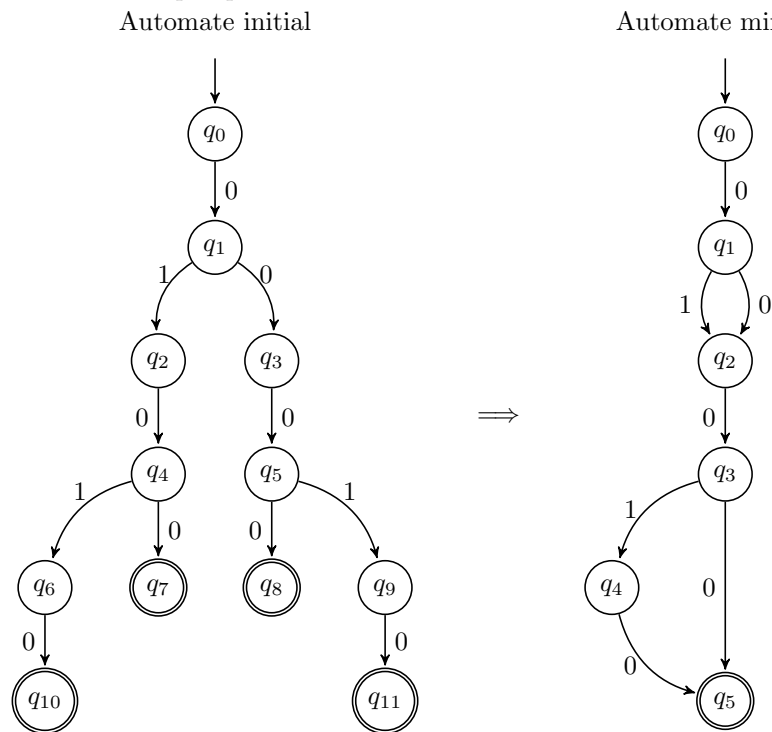 Automate initial Automate mi
q0 q0
0 0
q1 q1
1 0 1 0
q2 q3 q2
0 0 0
⟹
q4 q5 q3
1 0 0 1 1
q6 q7 q8 q9 q4 0
0 0 0
q10 q11 q5